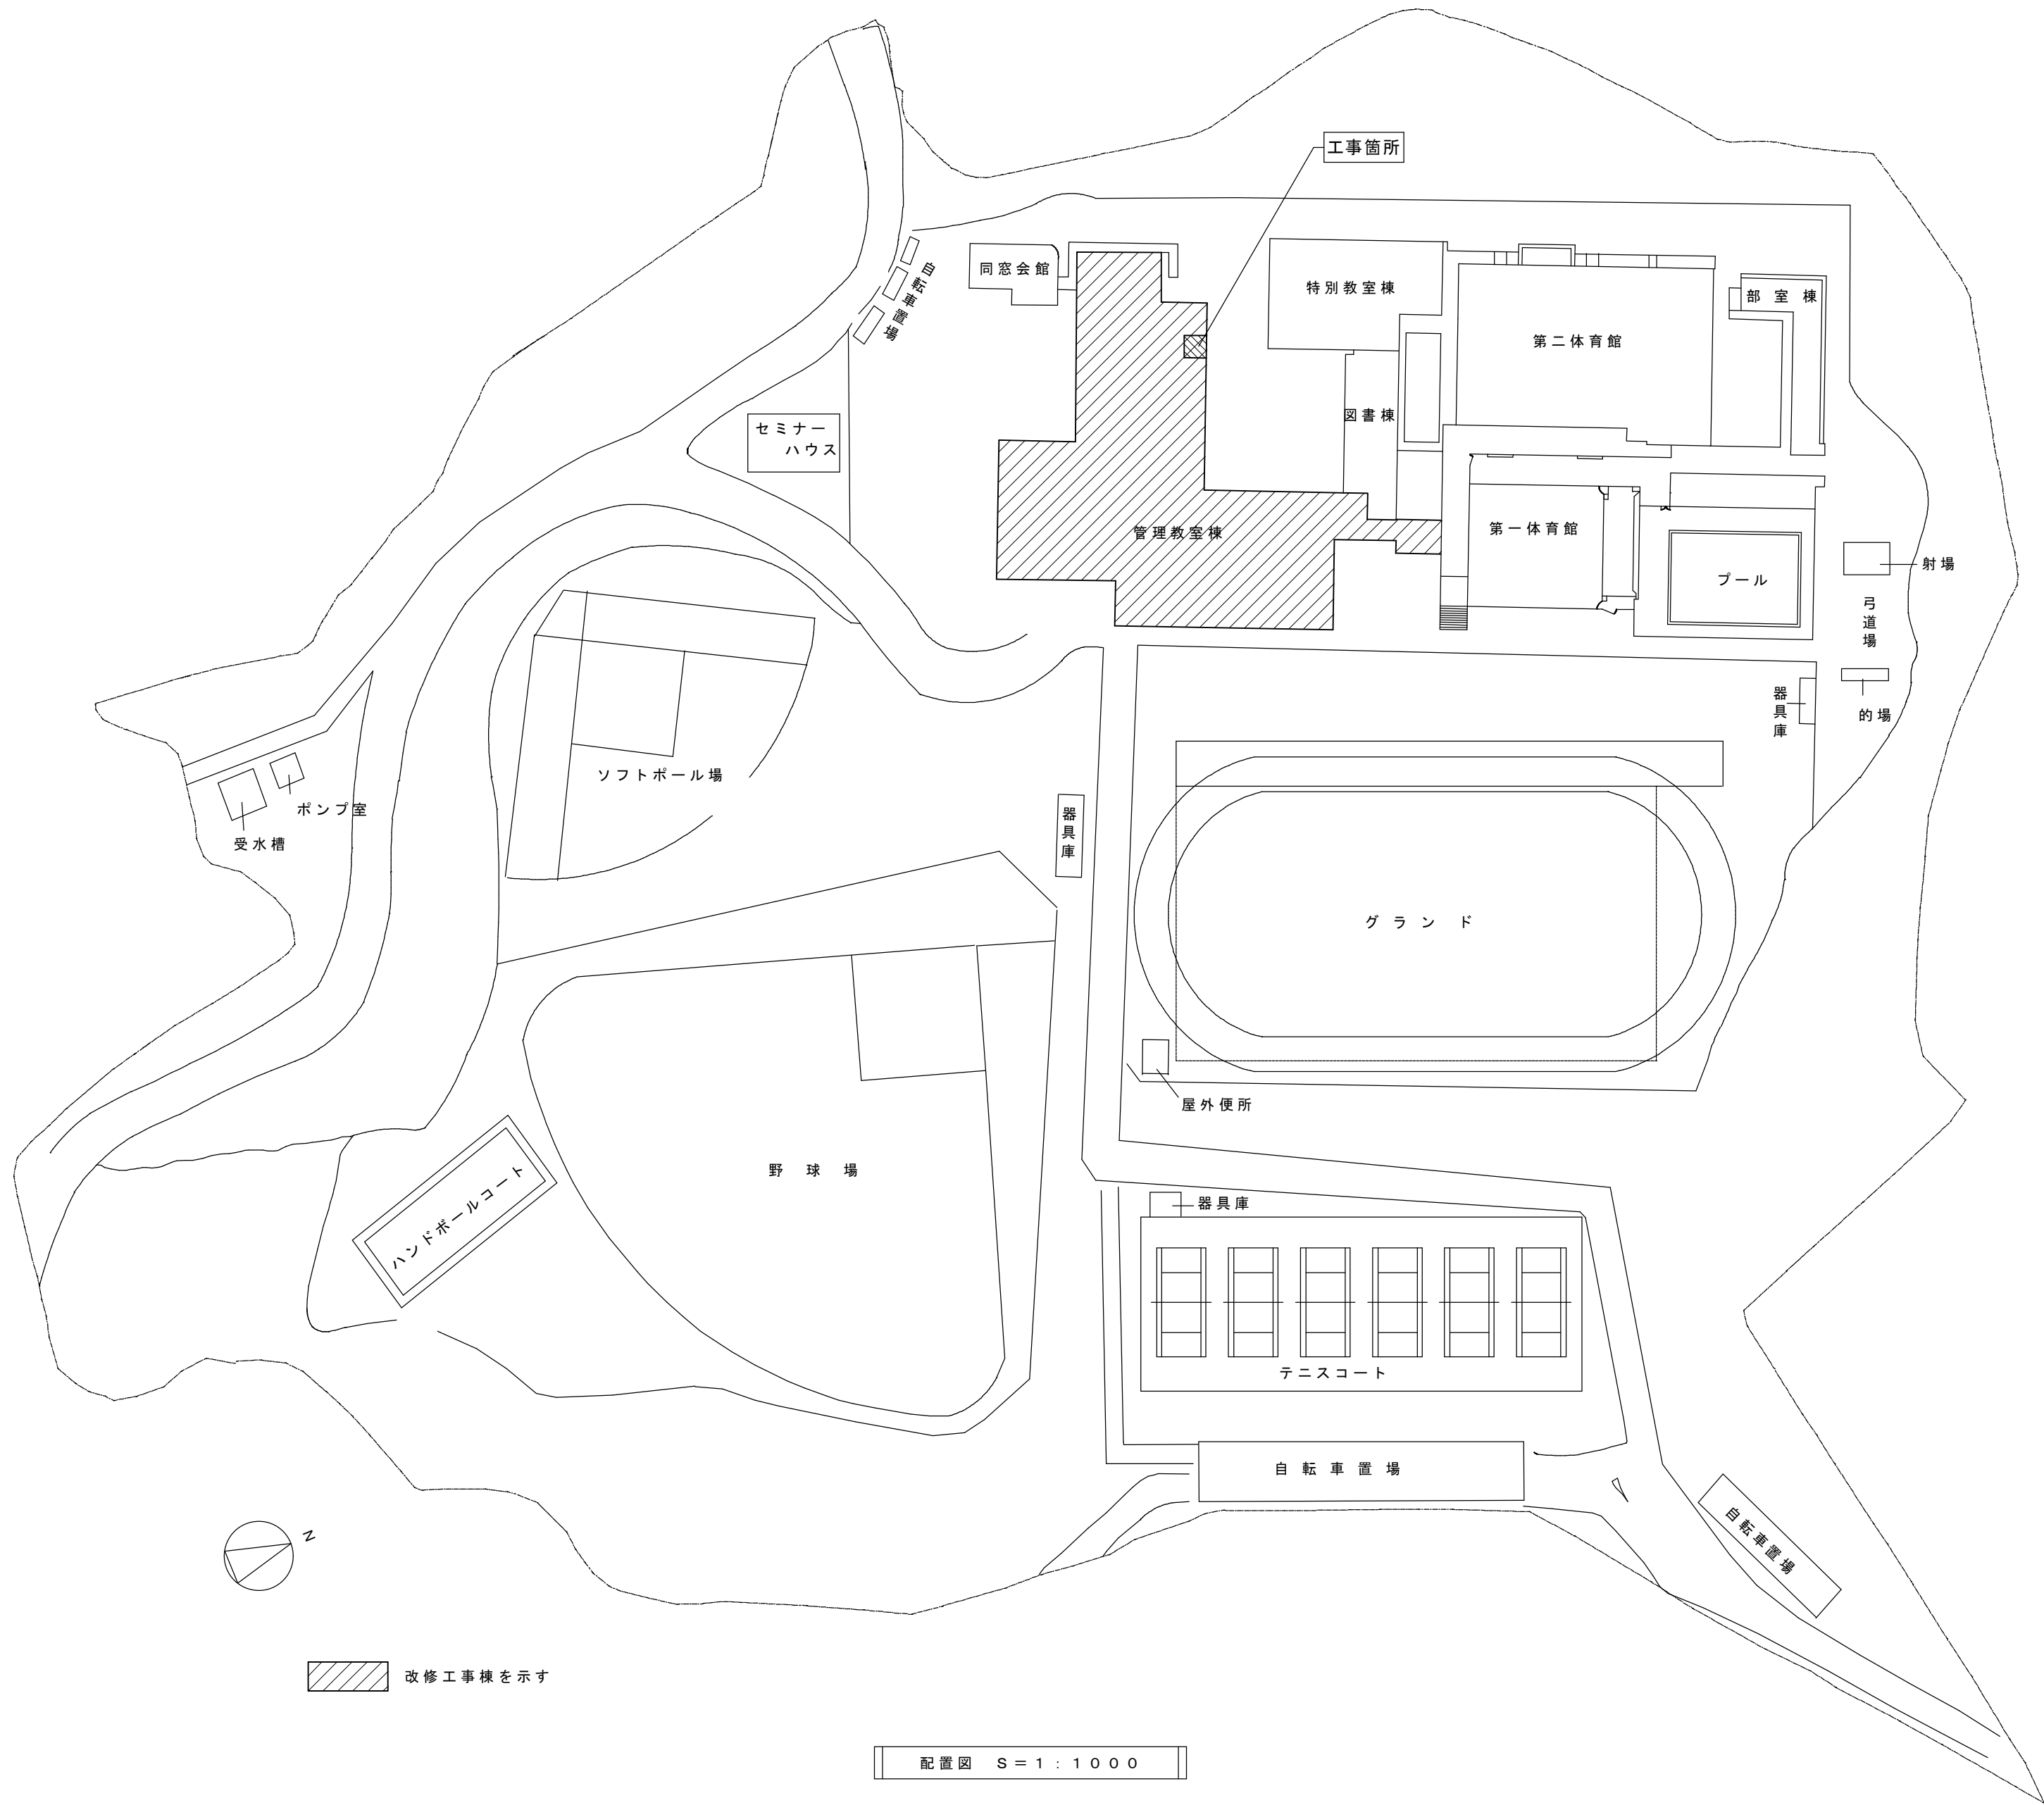 工事箇所
同窓会館
自転車置場
特別教室棟
部室棟
第二体育館
セミナー
ハウス
図書棟
管理教室棟
第一体育館
プール
射場
弓道場
器具庫
的場
ソフトボール場
ポンプ室
受水槽
器具庫
グランド
屋外便所
野球場
ハンドボールコート
器具庫
テニスコート
自転車置場
自転車置場
N
改修工事棟を示す
配置図 S=1:1000